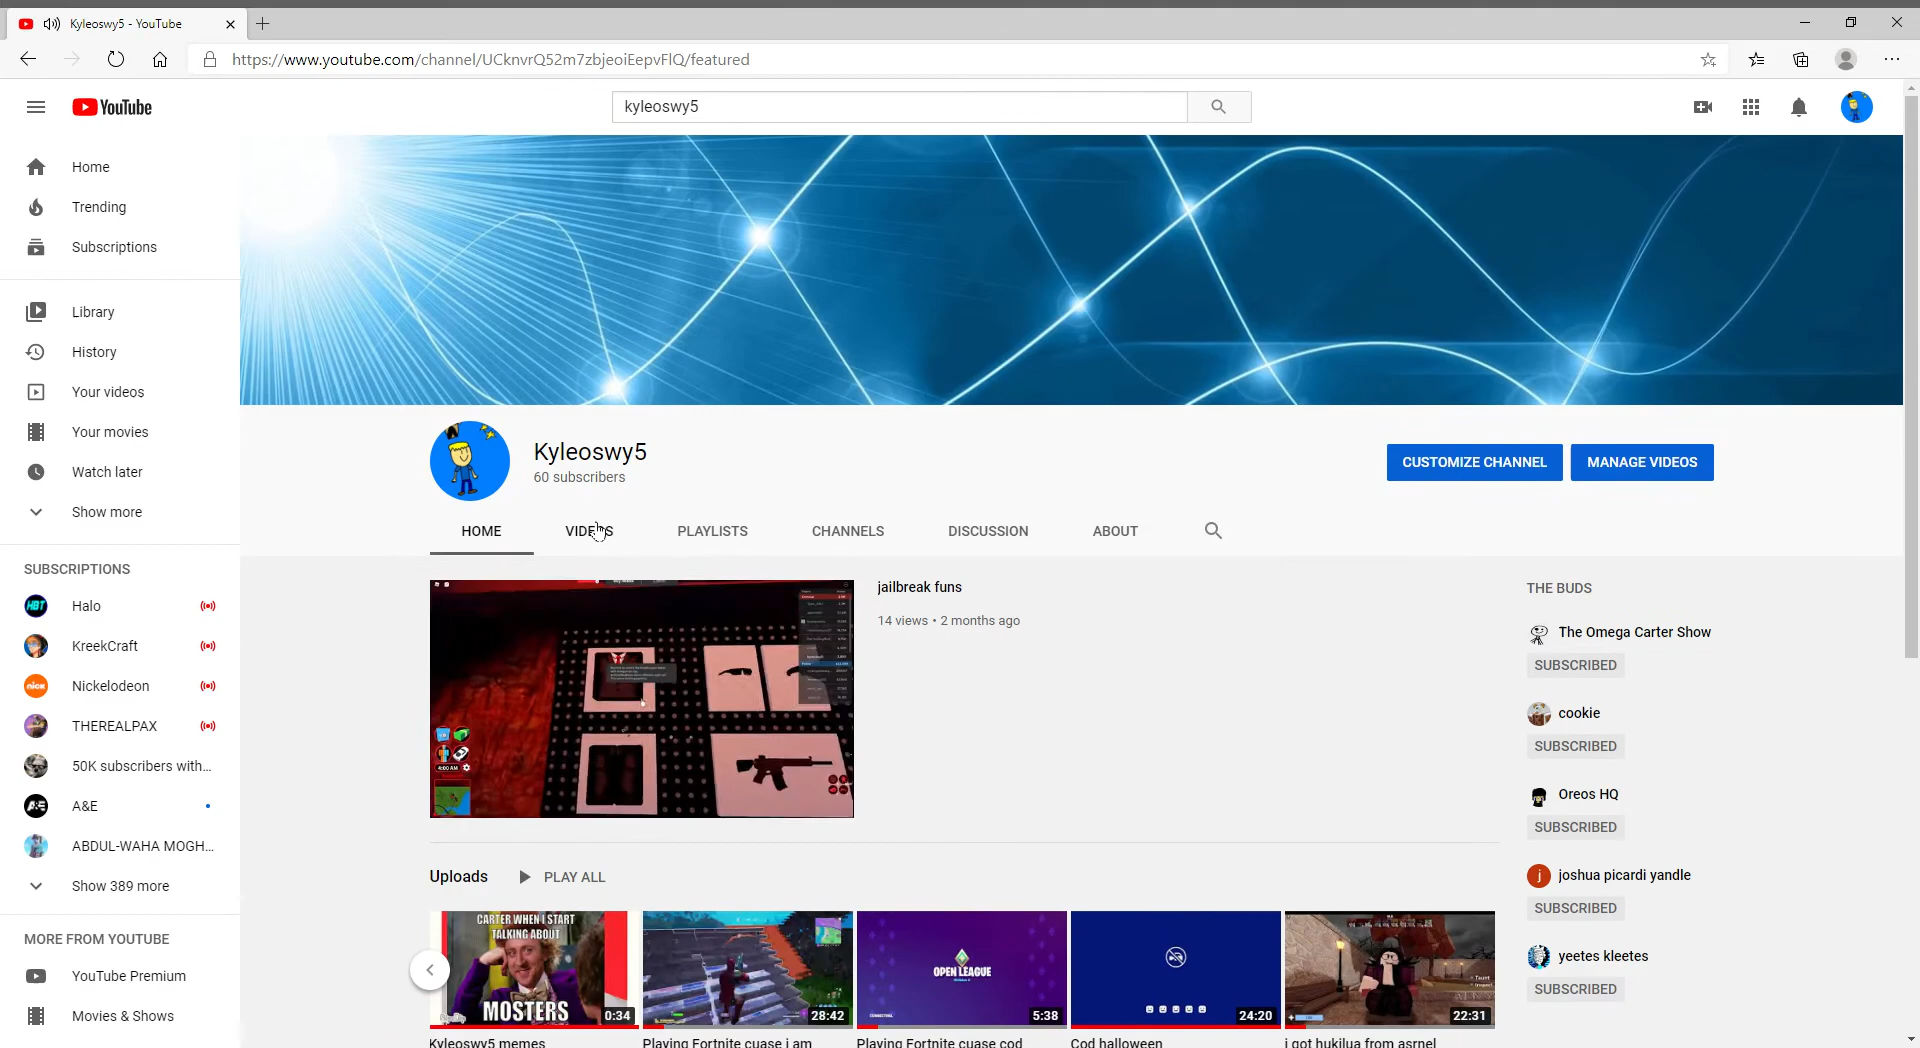 Kyleoswy5 - YouTube
https://www.youtube.com/channel/UCknvrQ52m7zbjeoiEepvFlQ/featured
YouTube
kyleoswy5
Home
Trending
Subscriptions
Library
History
Your videos
Your movies
Watch later
Show more
SUBSCRIPTIONS
Halo
KreekCraft
Nickelodeon
THEREALPAX
50K subscribers with...
A&E
ABDUL-WAHA MOGH...
Show 389 more
MORE FROM YOUTUBE
YouTube Premium
Movies & Shows
Kyleoswy5
60 subscribers
CUSTOMIZE CHANNEL
MANAGE VIDEOS
HOME VIDEOS PLAYLISTS CHANNELS DISCUSSION ABOUT
jailbreak funs
14 views • 2 months ago
4:00 AM
Uploads PLAY ALL
CARTER WHEN I START
TALKING ABOUT
MOSTERS
0:34
28:42
OPEN LEAGUE
5:38
24:20
22:31
Kyleoswy5 memes
Playing Fortnite cuase i am
Playing Fortnite cuase cod
Cod halloween
i got hukilua from asrnel
THE BUDS
The Omega Carter Show
SUBSCRIBED
cookie
SUBSCRIBED
Oreos HQ
SUBSCRIBED
j
joshua picardi yandle
SUBSCRIBED
yeetes kleetes
SUBSCRIBED